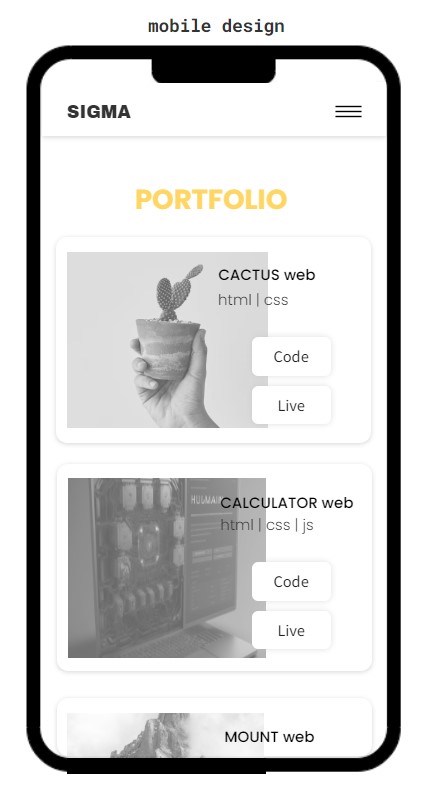 mobile design
SIGMA
PORTFOLIO
CACTUS web
html | css
Code
Live
CALCULATOR web
html | css | js
Code
Live
MOUNT web